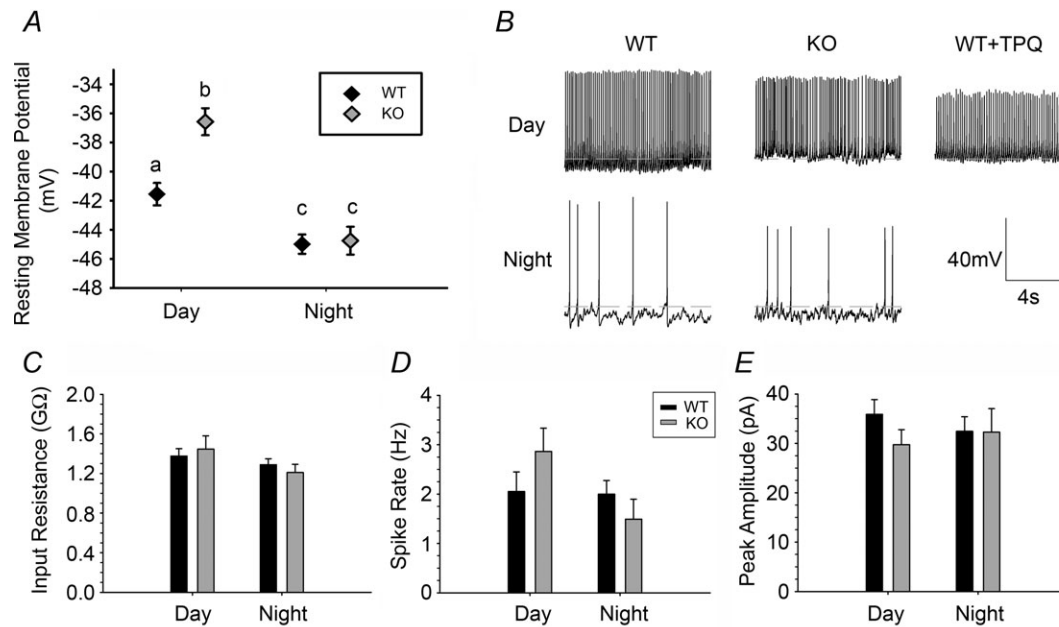 A
Resting Membrane Potential
(mV)
-34
-36
-38
-40
-42
-44
-46
-48
a
b
c
c
WT
KO
Day
Night
B
WT
KO
WT+TPQ
Day
Night
40mV
4s
C
Input Resistance (GΩ)
2.0
1.6
1.2
0.8
0.4
0.0
Day
Night
D
Spike Rate (Hz)
4
3
2
1
0
WT
KO
Day
Night
E
Peak Amplitude (pA)
40
30
20
10
0
Day
Night